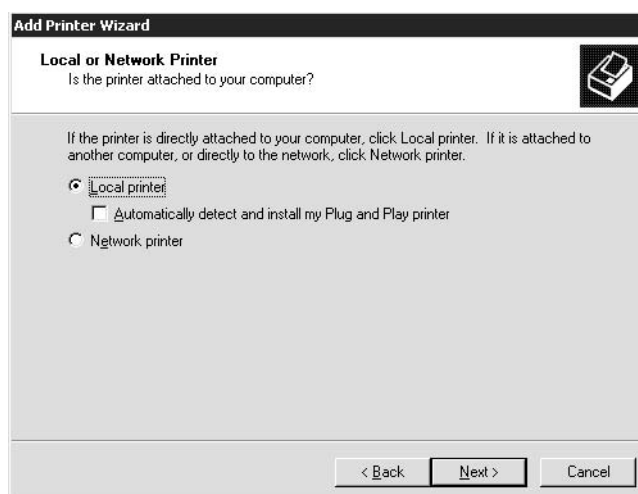 Add Printer Wizard
Local or Network Printer
Is the printer attached to your computer?
If the printer is directly attached to your computer, click Local printer. If it is attached to
another computer, or directly to the network, click Network printer.
Local printer
Automatically detect and install my Plug and Play printer
Network printer
< Back
Next >
Cancel